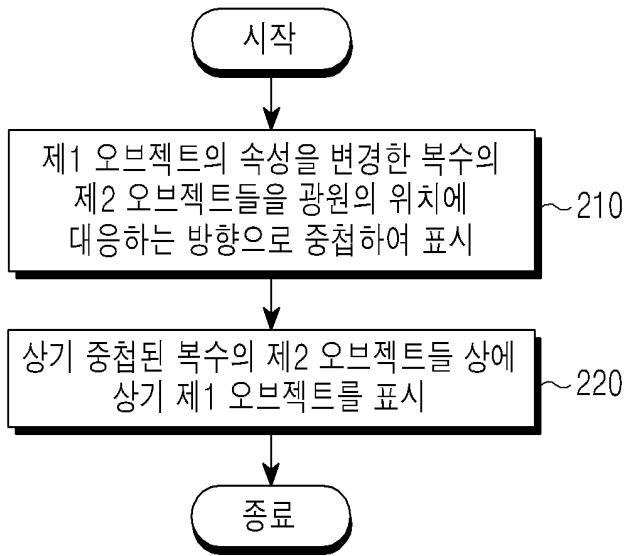 시작
제1 오브젝트의 속성을 변경한 복수의
제2 오브젝트들을 광원의 위치에
대응하는 방향으로 중첩하여 표시
210
상기 중첩된 복수의 제2 오브젝트들 상에
상기 제1 오브젝트를 표시
220
종료